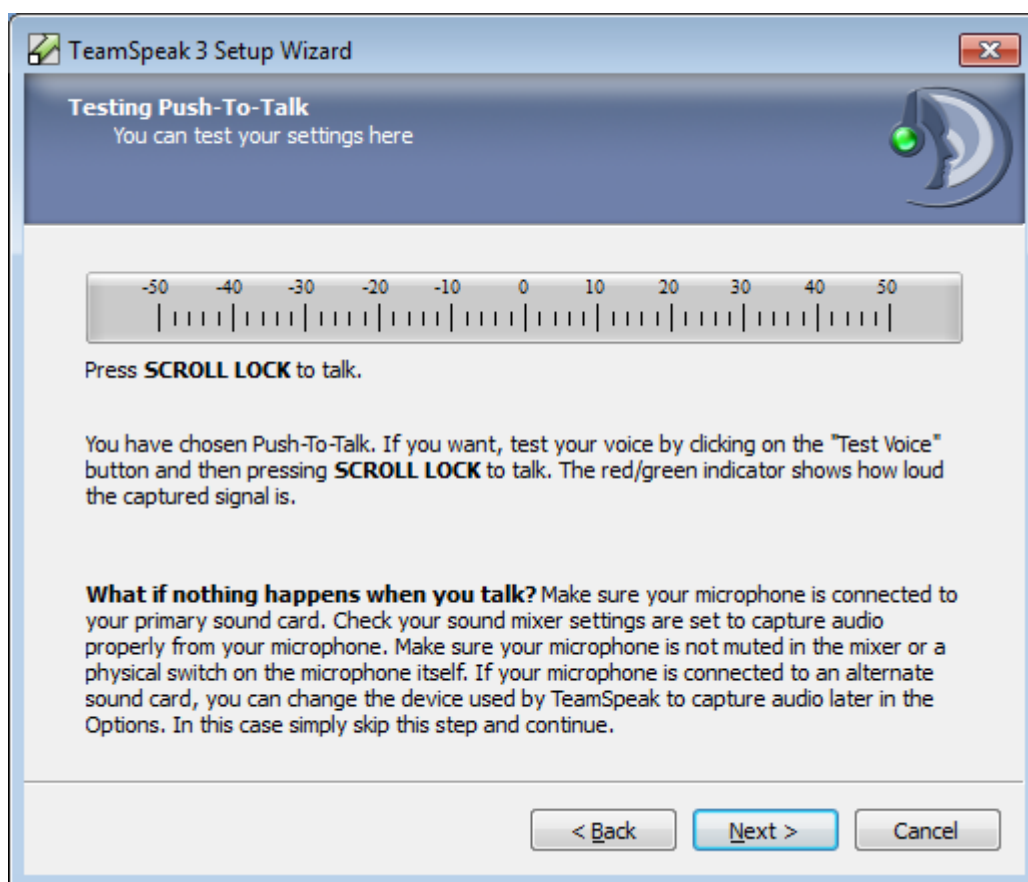 TeamSpeak 3 Setup Wizard
Testing Push-To-Talk
You can test your settings here
-50 -40 -30 -20 -10 0 10 20 30 40 50
Press SCROLL LOCK to talk.
You have chosen Push-To-Talk. If you want, test your voice by clicking on the "Test Voice"
button and then pressing SCROLL LOCK to talk. The red/green indicator shows how loud
the captured signal is.
What if nothing happens when you talk? Make sure your microphone is connected to
your primary sound card. Check your sound mixer settings are set to capture audio
properly from your microphone. Make sure your microphone is not muted in the mixer or a
physical switch on the microphone itself. If your microphone is connected to an alternate
sound card, you can change the device used by TeamSpeak to capture audio later in the
Options. In this case simply skip this step and continue.
< Back Next > Cancel